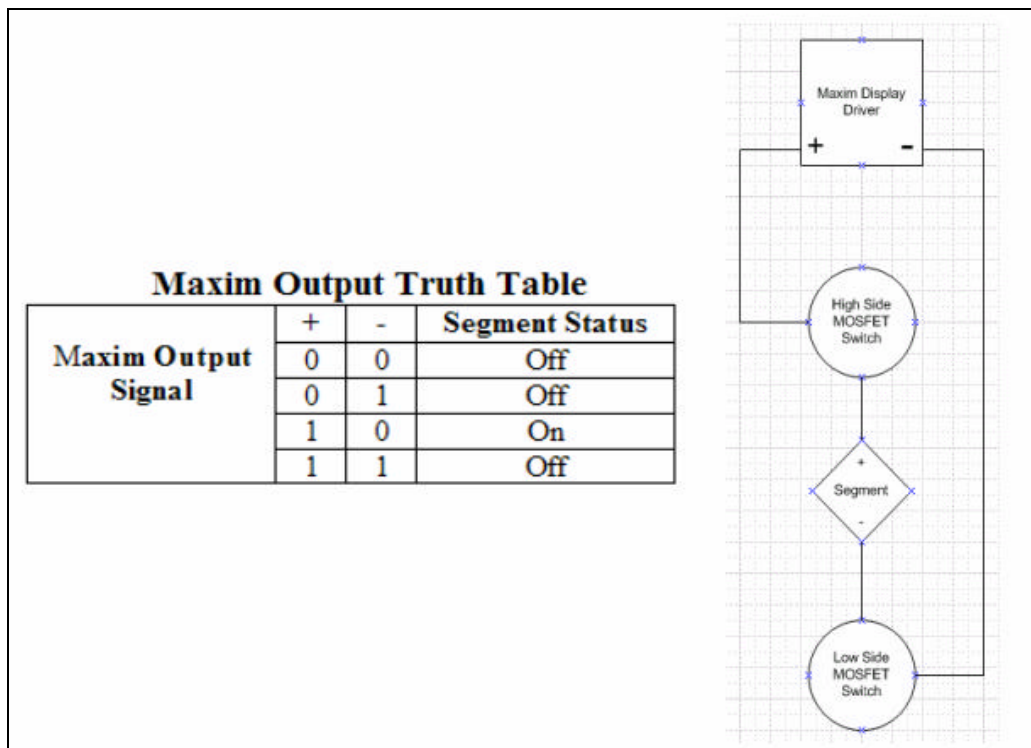 Maxim Output Truth Table
Maxim Output
Signal
+ - Segment Status
0 0 Off
0 1 Off
1 0 On
1 1 Off
Maxim Display
Driver
+ -
High Side
MOSFET
Switch
+
Segment
-
Low Side
MOSFET
Switch